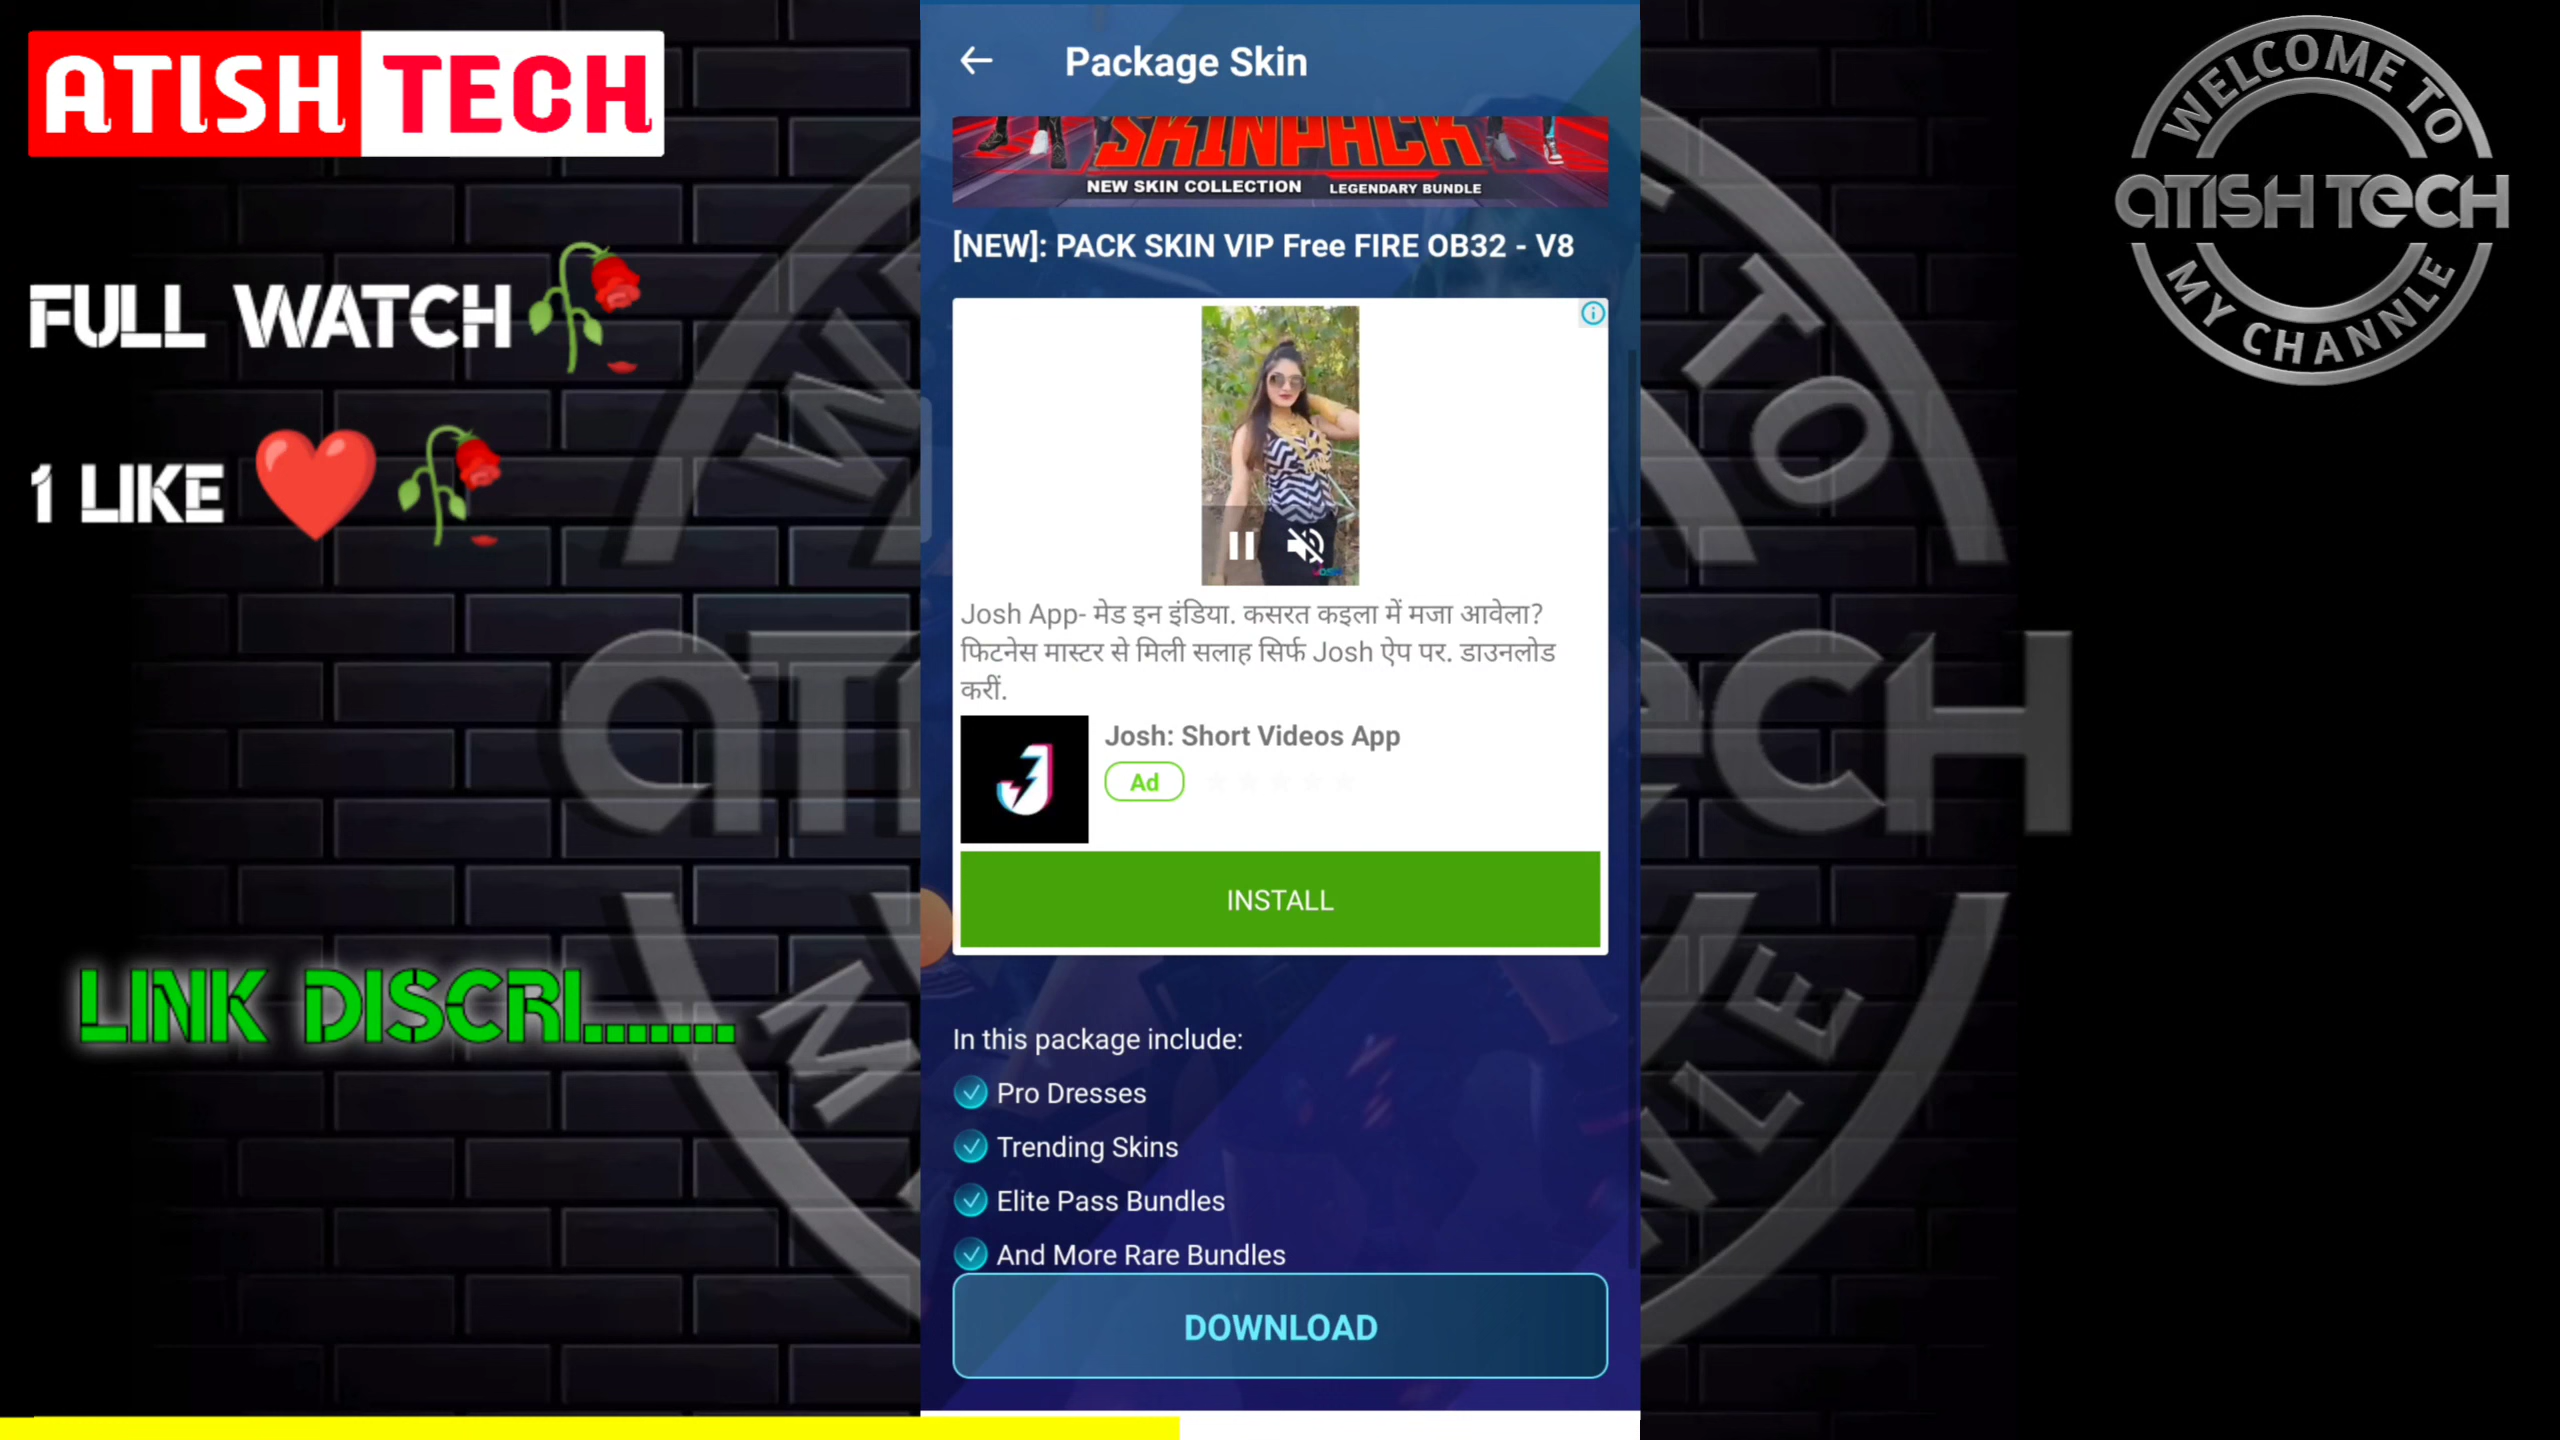 ATISH TECH
FULL WATCH
1 LIKE
LINK DISCRI.......
Package Skin
SKINPACK
NEW SKIN COLLECTION LEGENDARY BUNDLE
[NEW]: PACK SKIN VIP Free FIRE OB32 - V8
Josh App- मेड इन इंडिया. कसरत कइला में मजा आवेला?
फिटनेस मास्टर से मिली सलाह सिर्फ Josh ऐप पर. डाउनलोड
करीं.
Josh: Short Videos App
Ad
INSTALL
In this package include:
Pro Dresses
Trending Skins
Elite Pass Bundles
And More Rare Bundles
DOWNLOAD
WELCOME TO
ATISH TECH
MY CHANNLE